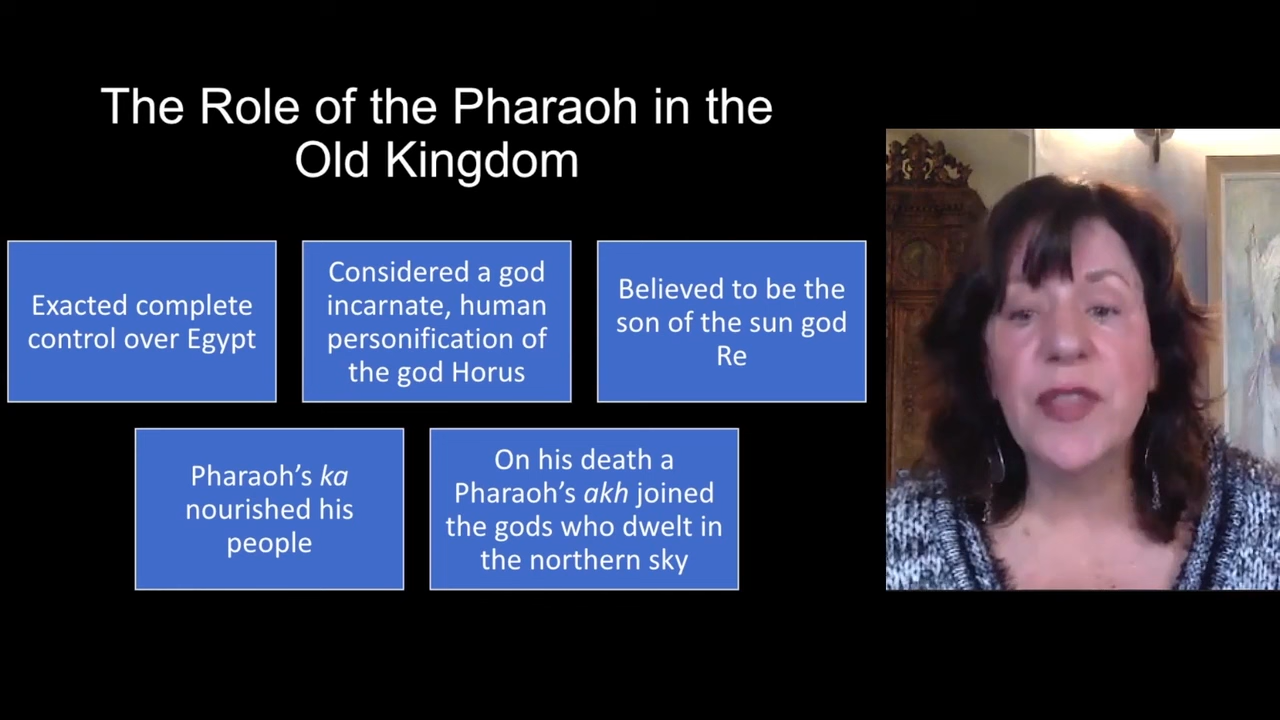 The Role of the Pharaoh in the
Old Kingdom
Exacted complete
control over Egypt
Considered a god
incarnate, human
personification of
the god Horus
Believed to be the
son of the sun god
Re
Pharaoh’s ka
nourished his
people
On his death a
Pharaoh’s akh joined
the gods who dwelt in
the northern sky